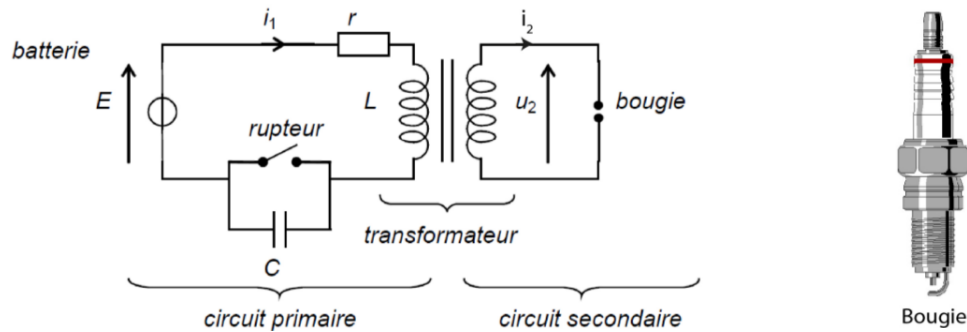 i₁
r
i₂
batterie
E
L
u₂
bougie
rupteur
transformateur
C
circuit primaire
circuit secondaire
Bougie